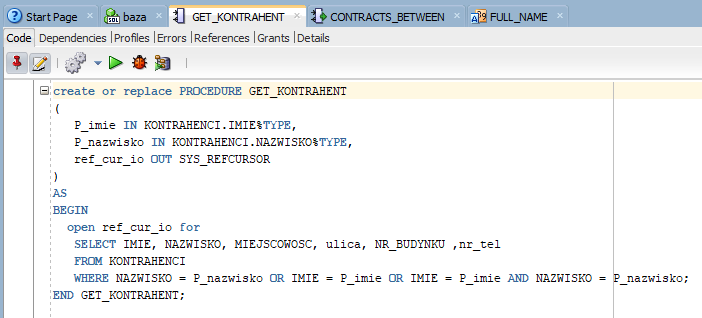 Start Page baza GET_KONTRAHENT CONTRACTS_BETWEEN FULL_NAME
Code Dependencies Profiles Errors References Grants Details
create or replace PROCEDURE GET_KONTRAHENT
(
P_imie IN KONTRAHENCI.IMIE%TYPE,
P_nazwisko IN KONTRAHENCI.NAZWISKO%TYPE,
ref_cur_io OUT SYS_REFCURSOR
)
AS
BEGIN
open ref_cur_io for
SELECT IMIE, NAZWISKO, MIEJSCOWOSC, ulica, NR_BUDYNKU ,nr_tel
FROM KONTRAHENCI
WHERE NAZWISKO = P_nazwisko OR IMIE = P_imie OR IMIE = P_imie AND NAZWISKO = P_nazwisko;
END GET_KONTRAHENT;